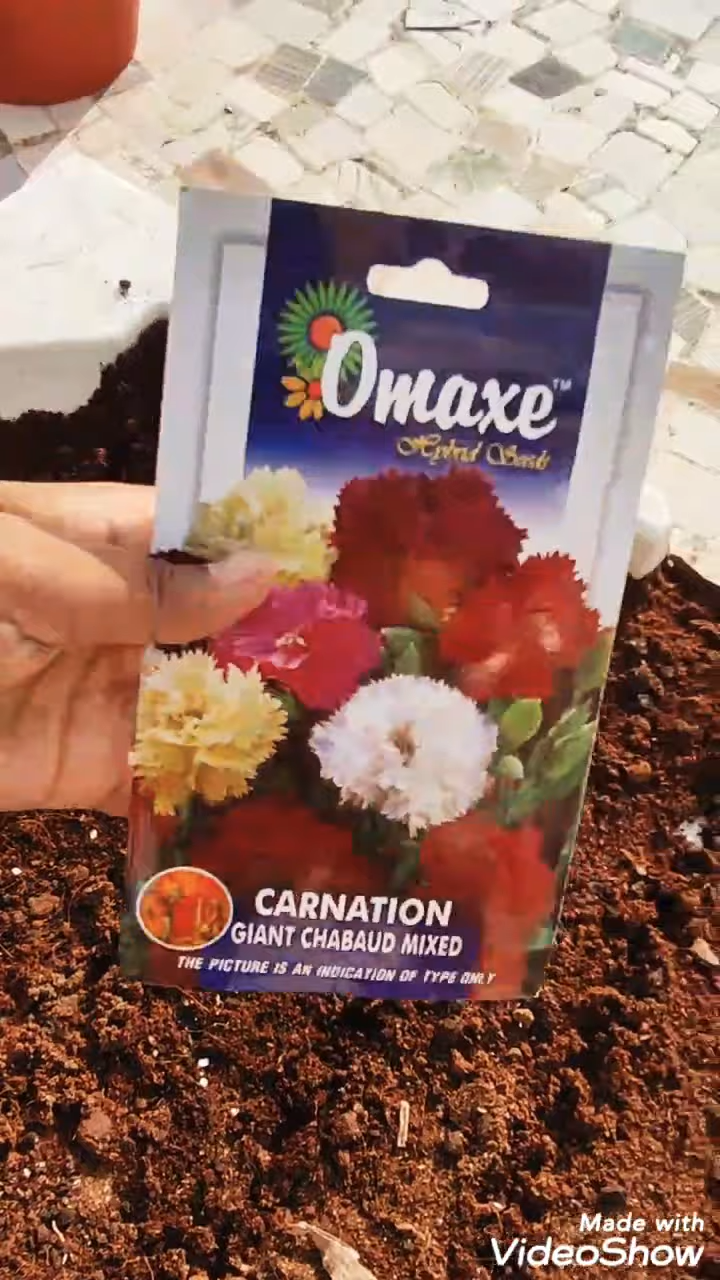 Omaxe™
Hybrid Seeds
CARNATION
GIANT CHABAUD MIXED
THE PICTURE IS AN INDICATION OF TYPE ONLY
Made with
VideoShow